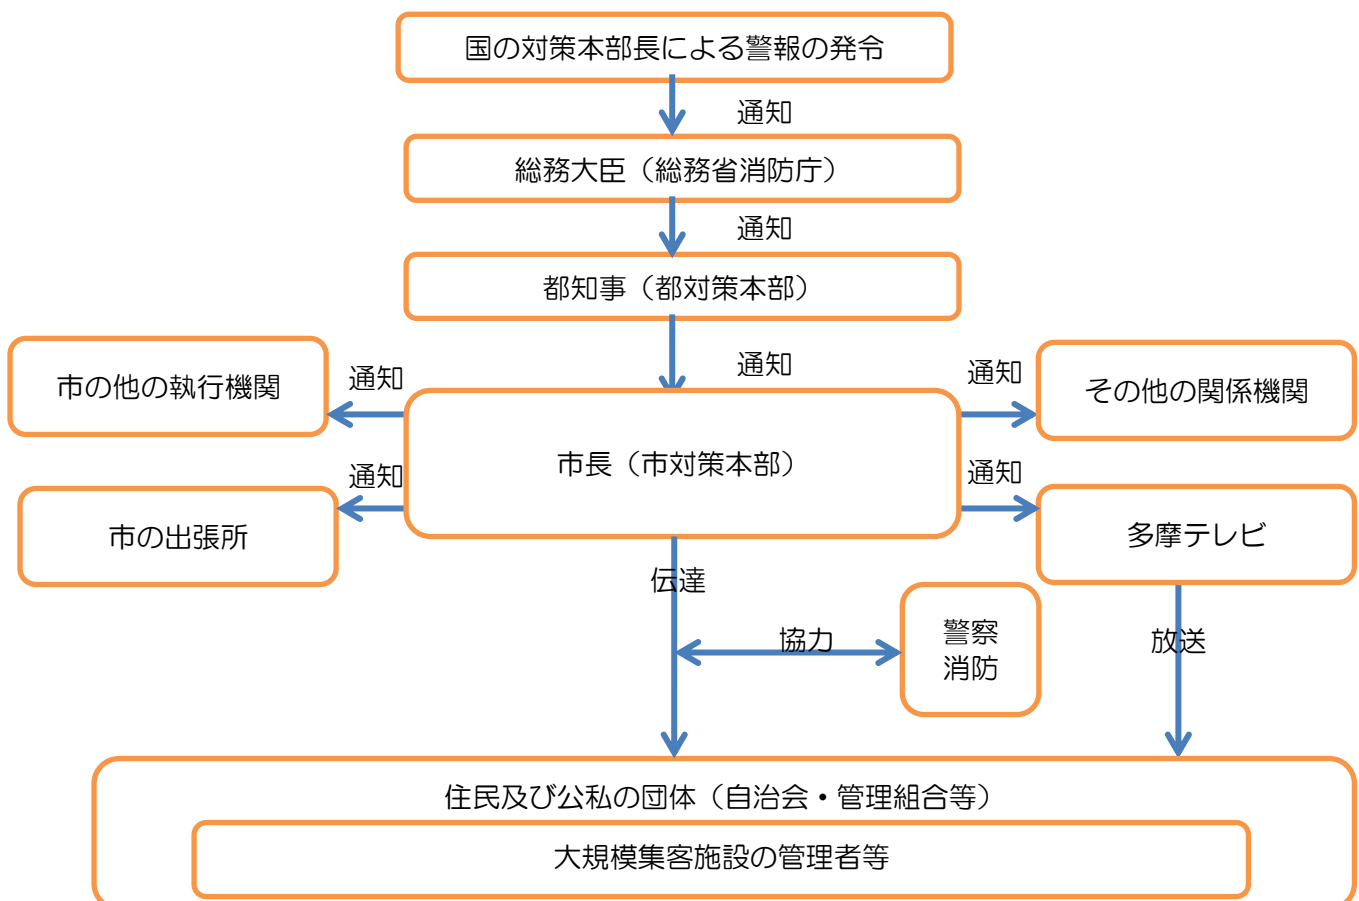 国の対策本部長による警報の発令
通知
総務大臣（総務省消防庁）
通知
都知事（都対策本部）
通知
市の他の執行機関
通知
通知
その他の関係機関
市長（市対策本部）
通知
市の出張所
通知
多摩テレビ
伝達
協力
警察
消防
放送
住民及び公私の団体（自治会・管理組合等）
大規模集客施設の管理者等